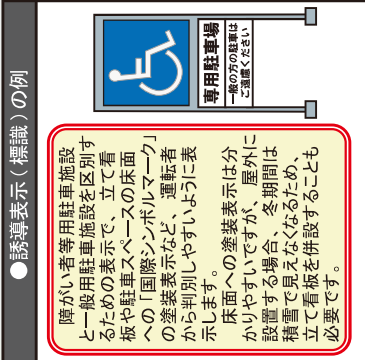 ●誘導表示(標識)の例
専用駐車場
一般の方の駐車は
ご遠慮ください
障がい者等用駐車施設
と一般用駐車施設を区別す
るための表示で、立て看
板や駐車スペースの床面
への「国際シンボルマーク」
の塗装表示など、運転者
から判別しやすいように表
示します。
床面への塗装表示は分
かりやすいですが、屋外に
設置する場合、冬期間は
積雪で見えなくなるため、
立て看板を併設することも
必要です。